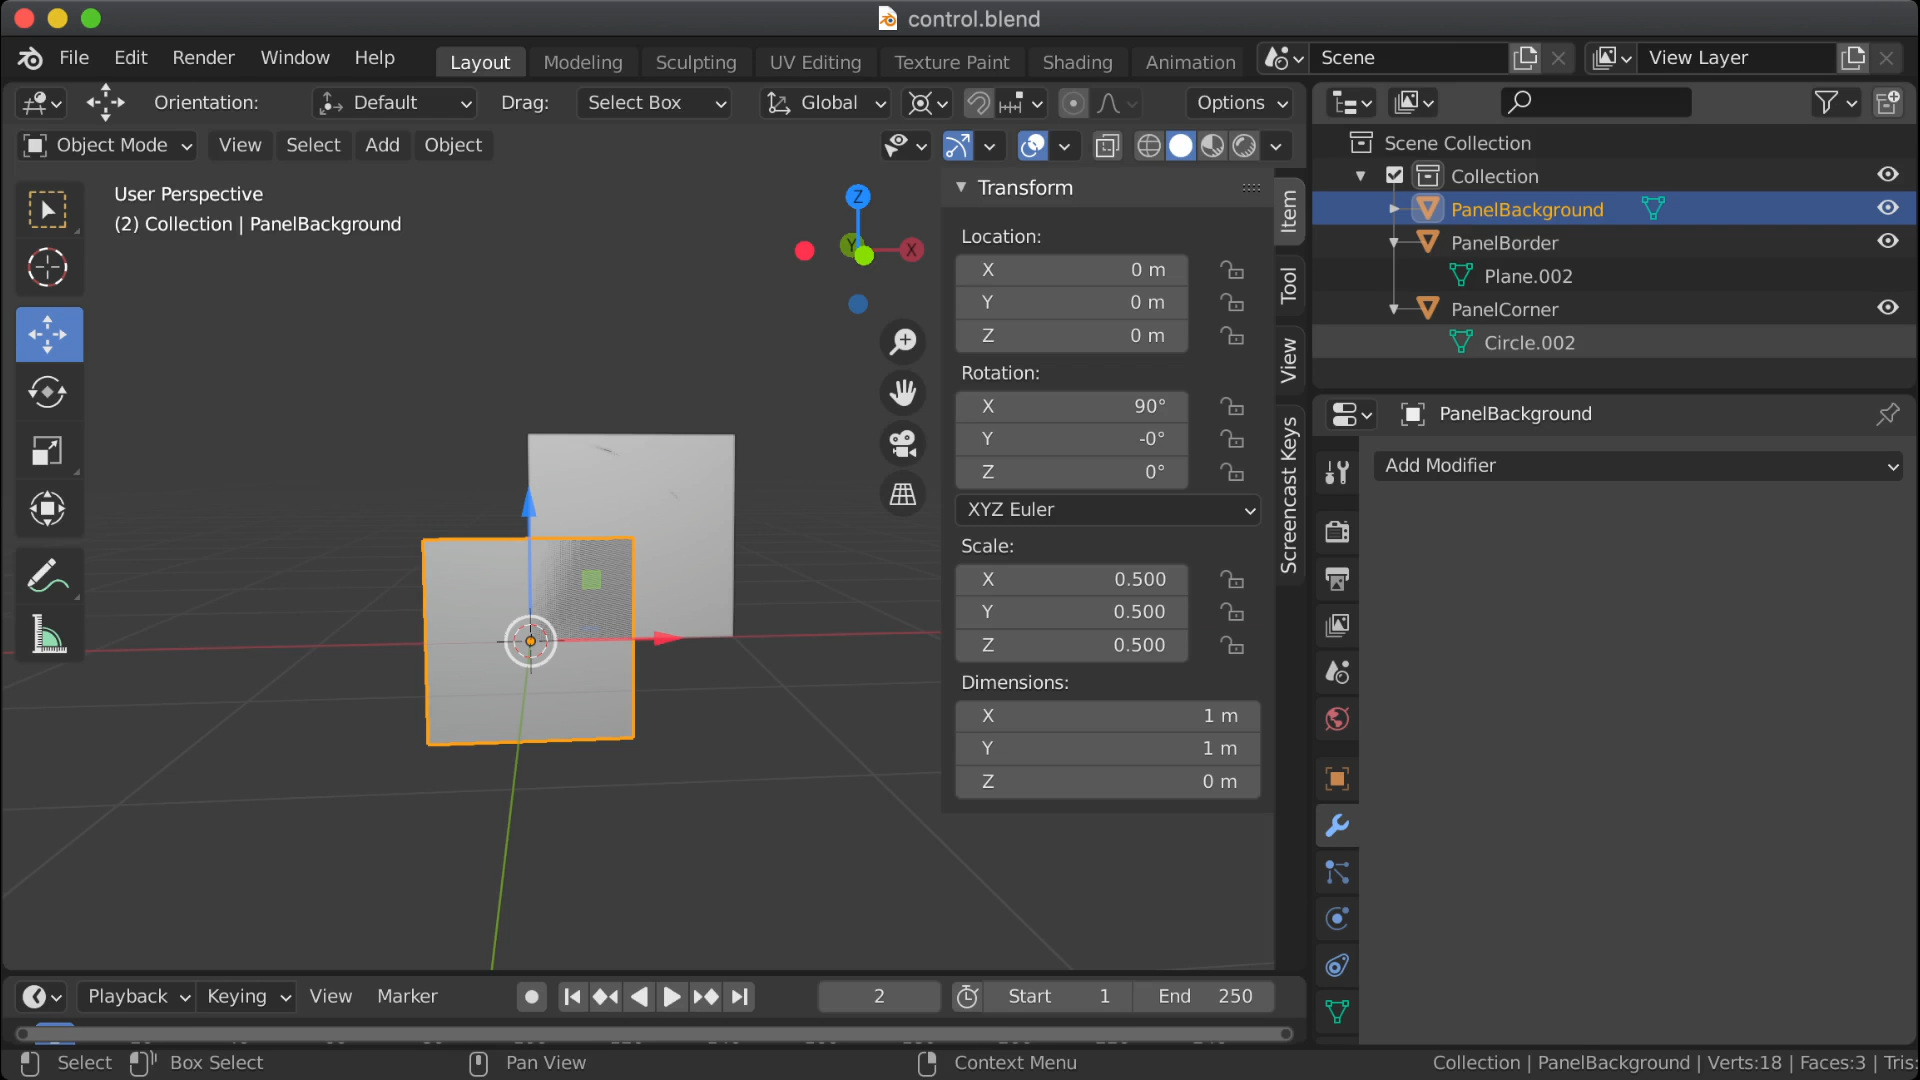 control.blend
File Edit Render Window Help Layout Modeling Sculpting UV Editing Texture Paint Shading Animation Scene View Layer
Orientation: Default Drag: Select Box Global Options
Object Mode View Select Add Object
User Perspective
(2) Collection | PanelBackground
Z
Y
X
Transform
Location:
X 0 m
Y 0 m
Z 0 m
Rotation:
X 90°
Y -0°
Z 0°
XYZ Euler
Scale:
X 0.500
Y 0.500
Z 0.500
Dimensions:
X 1 m
Y 1 m
Z 0 m
Item
Tool
View
Screencast Keys
Scene Collection
Collection
PanelBackground
PanelBorder
Plane.002
PanelCorner
Circle.002
PanelBackground
Add Modifier
Playback Keying View Marker 2 Start 1 End 250
Select Box Select Pan View Context Menu Collection | PanelBackground | Verts:18 | Faces:3 | Tris: